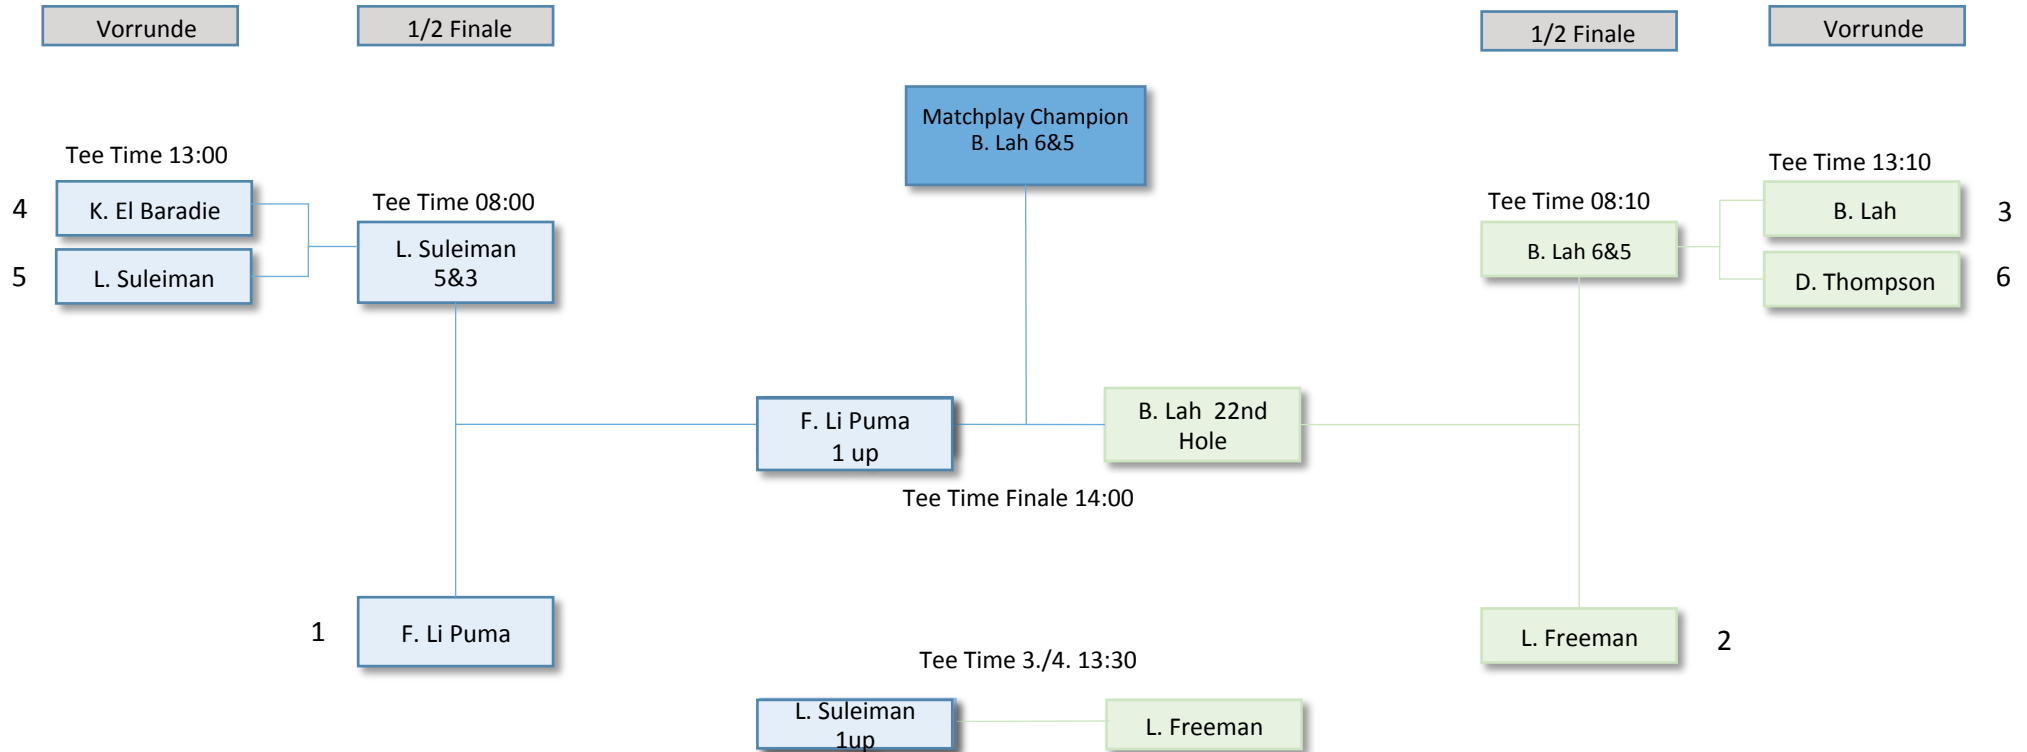 Vorrunde
1/2 Finale
1/2 Finale
Vorrunde
Matchplay Champion
B. Lah 6&5
Tee Time 13:00
4
K. El Baradie
5
L. Suleiman
Tee Time 08:00
L. Suleiman
5&3
Tee Time 08:10
B. Lah 6&5
Tee Time 13:10
B. Lah
3
D. Thompson
6
F. Li Puma
1 up
B. Lah 22nd
Hole
Tee Time Finale 14:00
1
F. Li Puma
L. Freeman
2
Tee Time 3./4. 13:30
L. Suleiman
1up
L. Freeman